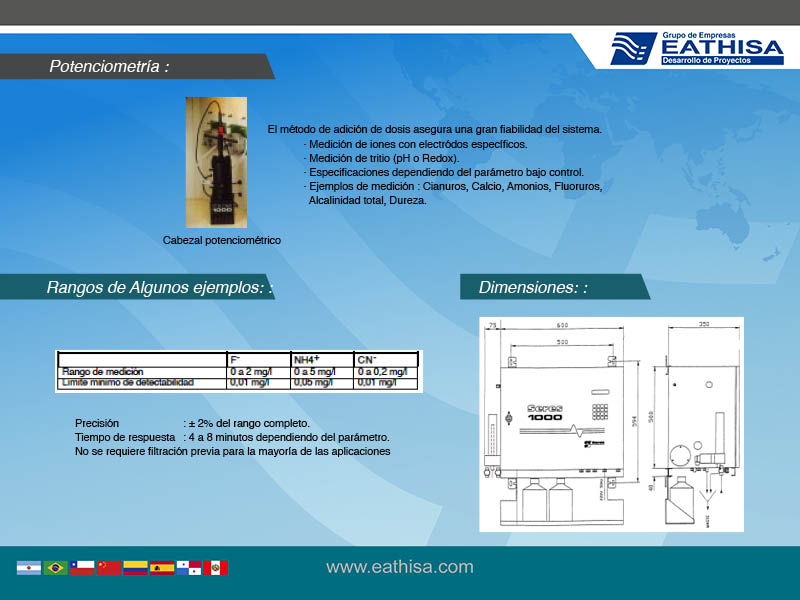 Grupo de Empresas
EATHISA
Desarrollo de Proyectos
Potenciometría :
El método de adición de dosis asegura una gran fiabilidad del sistema.
· Medición de iones con electródos específicos.
· Medición de tritio (pH o Redox).
· Especificaciones dependiendo del parámetro bajo control.
· Ejemplos de medición : Cianuros, Calcio, Amonios, Fluoruros,
Alcalinidad total, Dureza.
1000
Cabezal potenciométrico
Rangos de Algunos ejemplos: :
F- NH4+ CN-
Rango de medición 0 a 2 mg/l 0 a 5 mg/l 0 a 0,2 mg/l
Limite minimo de detectabilidad 0,01 mg/l 0,05 mg/l 0,01 mg/l
Precisión : ± 2% del rango completo.
Tiempo de respuesta : 4 a 8 minutos dependiendo del parámetro.
No se requiere filtración previa para la mayoría de las aplicaciones
Dimensiones: :
75 600 350
500
Seres
1000
594
500
40
www.eathisa.com